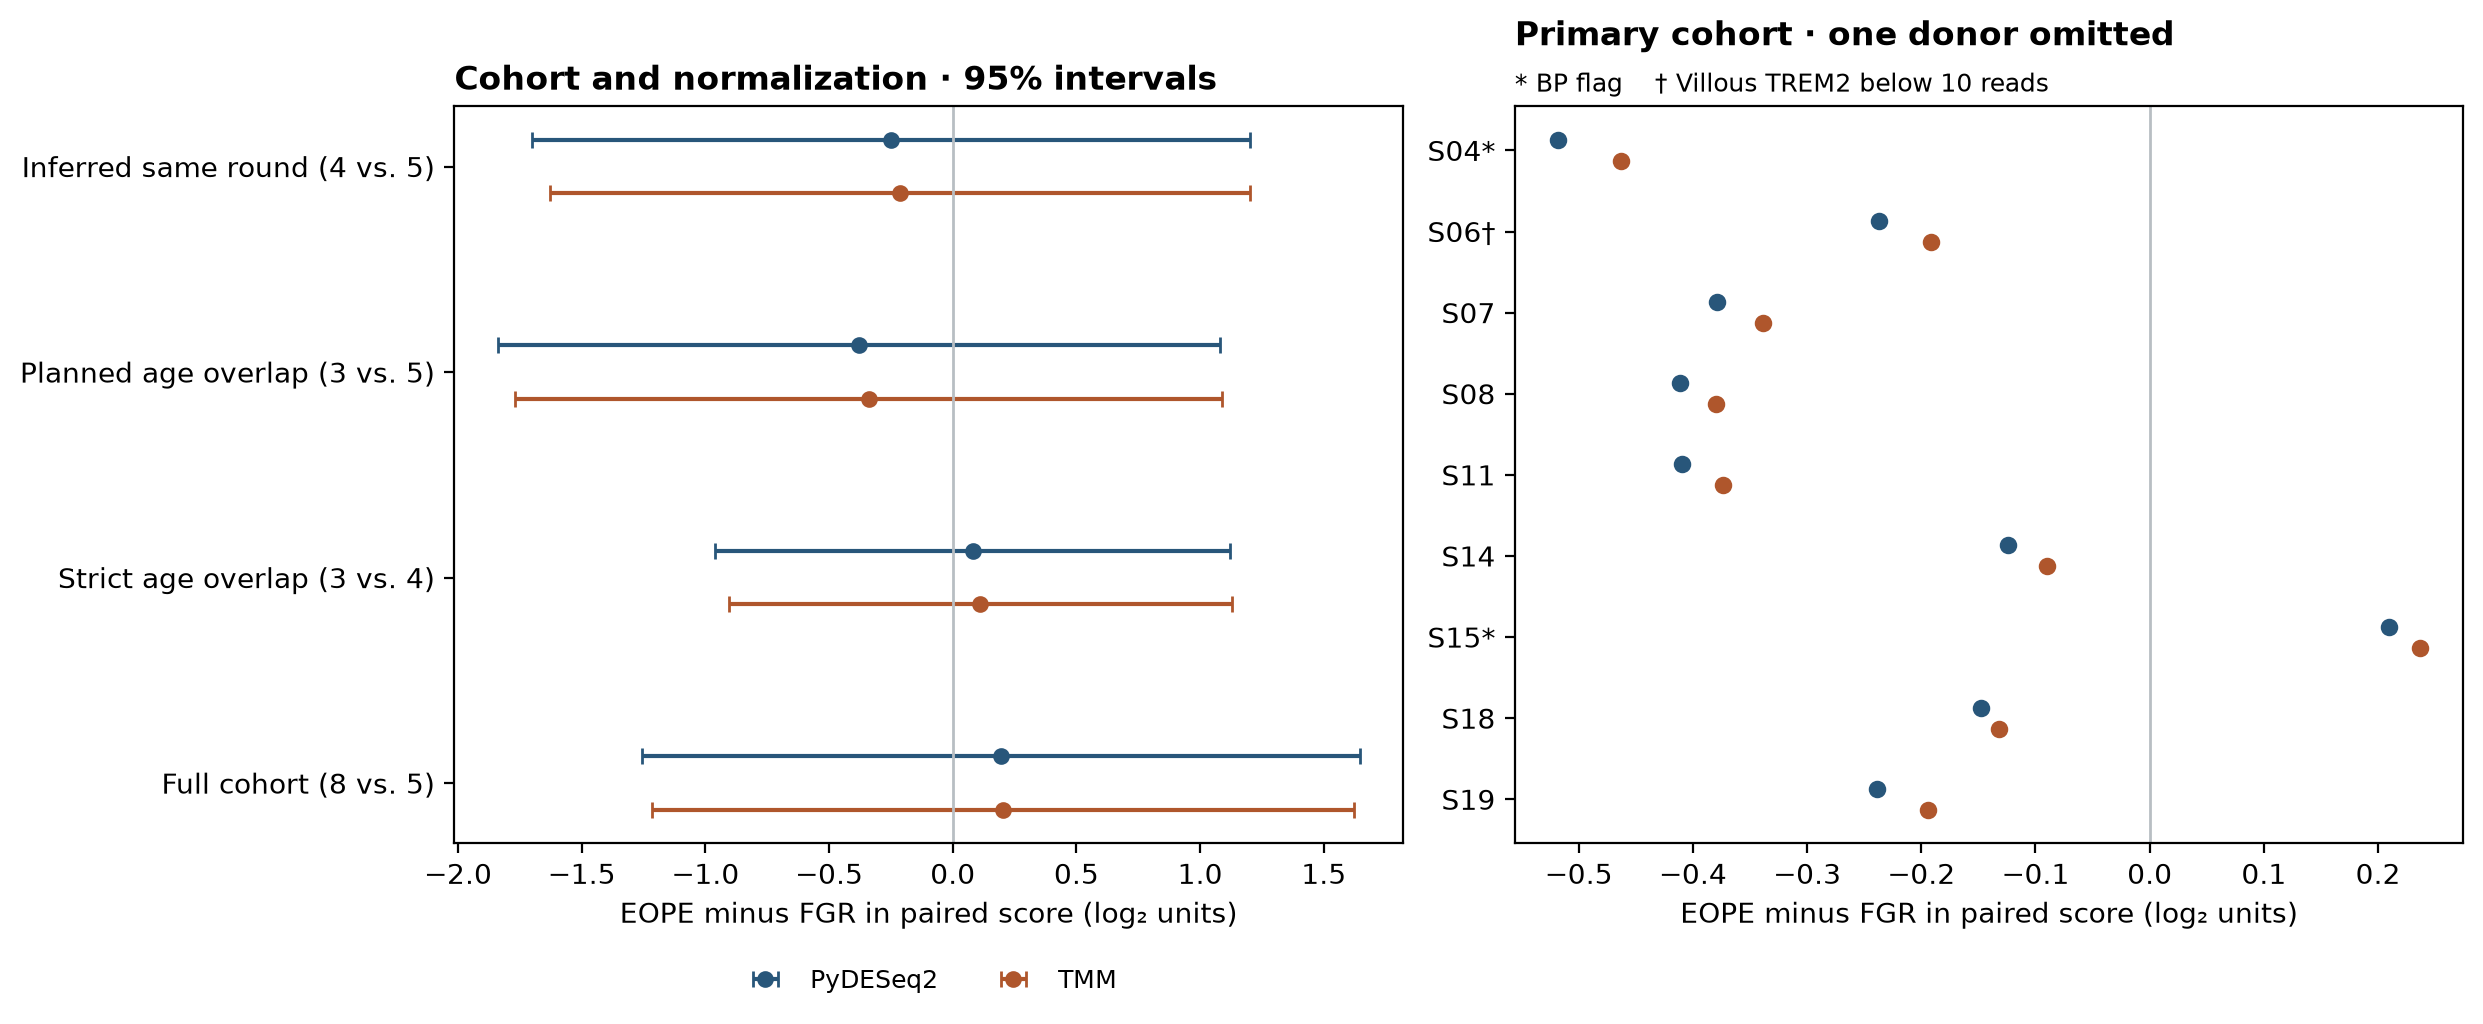 Cohort and normalization · 95% intervals
Inferred same round (4 vs. 5)
Planned age overlap (3 vs. 5)
Strict age overlap (3 vs. 4)
Full cohort (8 vs. 5)
−2.0 −1.5 −1.0 −0.5 0.0 0.5 1.0 1.5
EOPE minus FGR in paired score (log₂ units)
Primary cohort · one donor omitted
* BP flag † Villous TREM2 below 10 reads
S04*
S06†
S07
S08
S11
S14
S15*
S18
S19
−0.5 −0.4 −0.3 −0.2 −0.1 0.0 0.1 0.2
EOPE minus FGR in paired score (log₂ units)
PyDESeq2 TMM